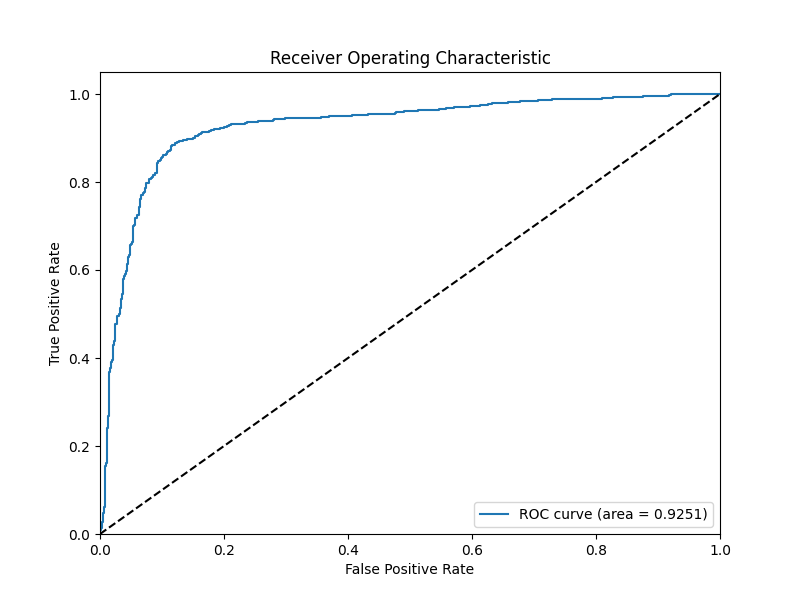 Receiver Operating Characteristic
1.0
0.8
0.6
0.4
0.2
0.0
True Positive Rate
ROC curve (area = 0.9251)
0.0 0.2 0.4 0.6 0.8 1.0
False Positive Rate